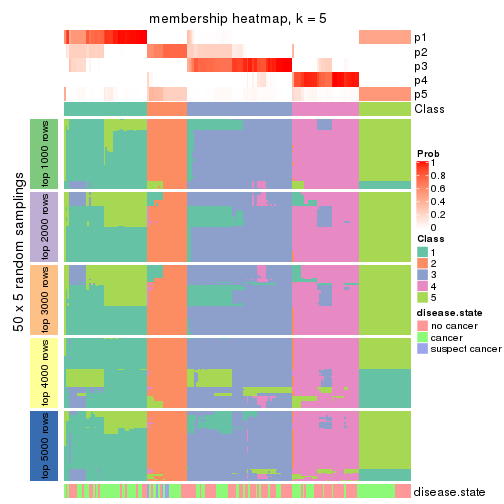 membership heatmap, k = 5
p1
p2
p3
p4
p5
Class
50 x 5 random samplings
top 1000 rows
top 2000 rows
top 3000 rows
top 4000 rows
top 5000 rows
disease.state
Prob
1
0.8
0.6
0.4
0.2
0
Class
1
2
3
4
5
disease.state
no cancer
cancer
suspect cancer